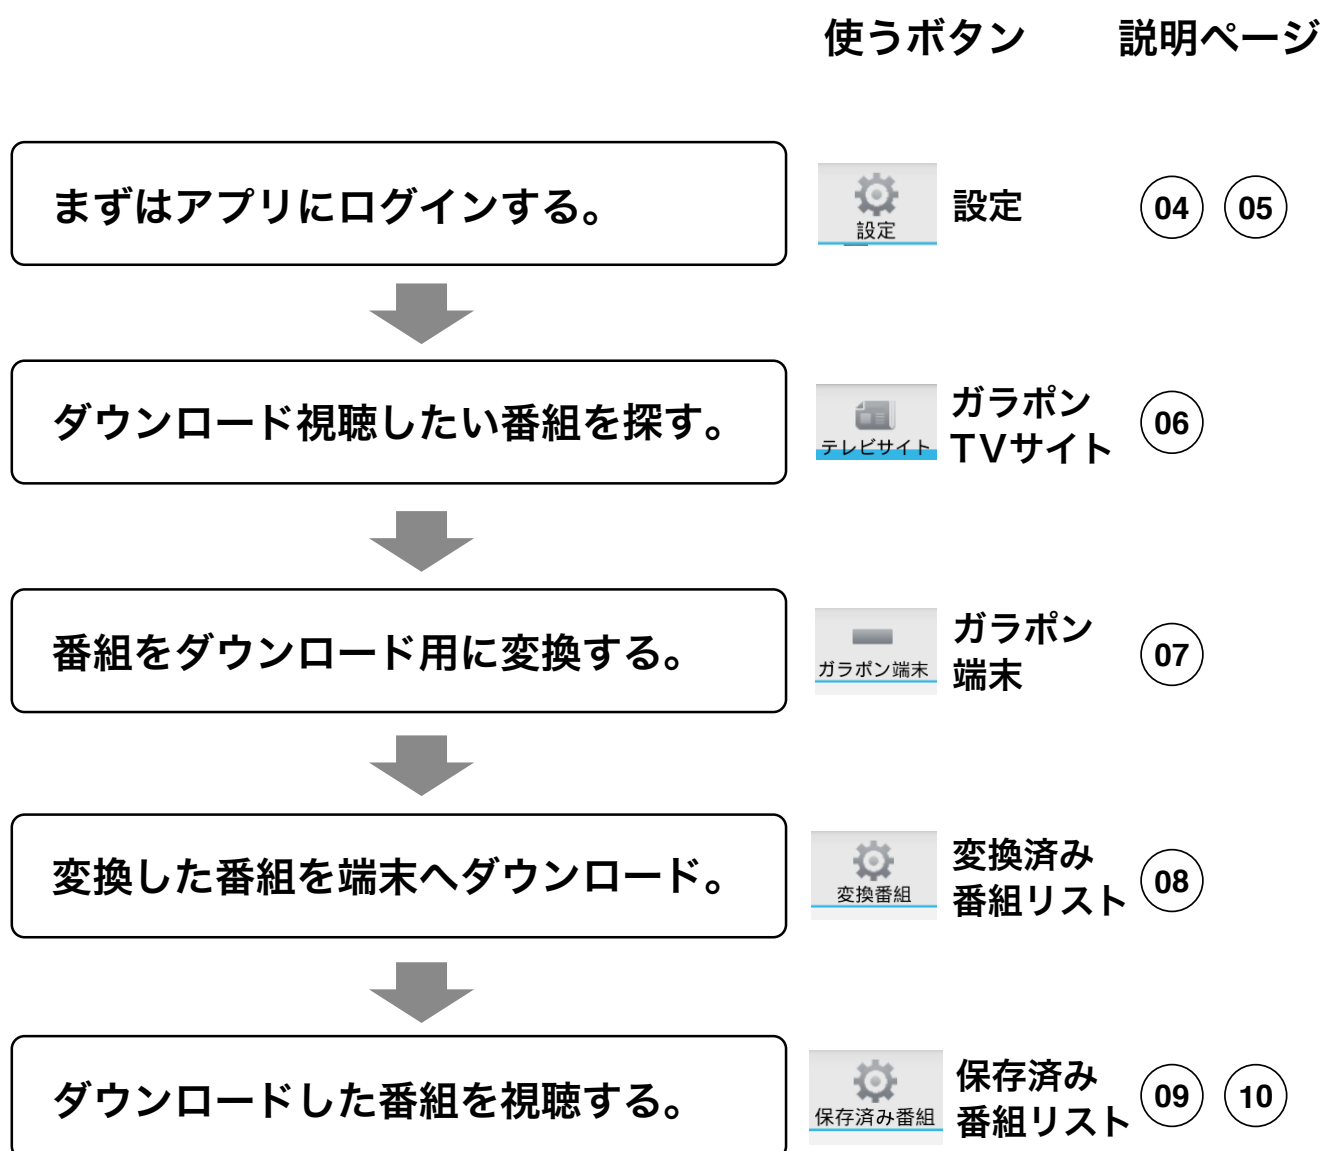 使うボタン 説明ページ
まずはアプリにログインする。
設定
設定
04 05
ダウンロード視聴したい番組を探す。
テレビサイト
ガラポン
TVサイト
06
番組をダウンロード用に変換する。
ガラポン端末
ガラポン
端末
07
変換した番組を端末へダウンロード。
変換番組
変換済み
番組リスト
08
ダウンロードした番組を視聴する。
保存済み番組
保存済み
番組リスト
09 10